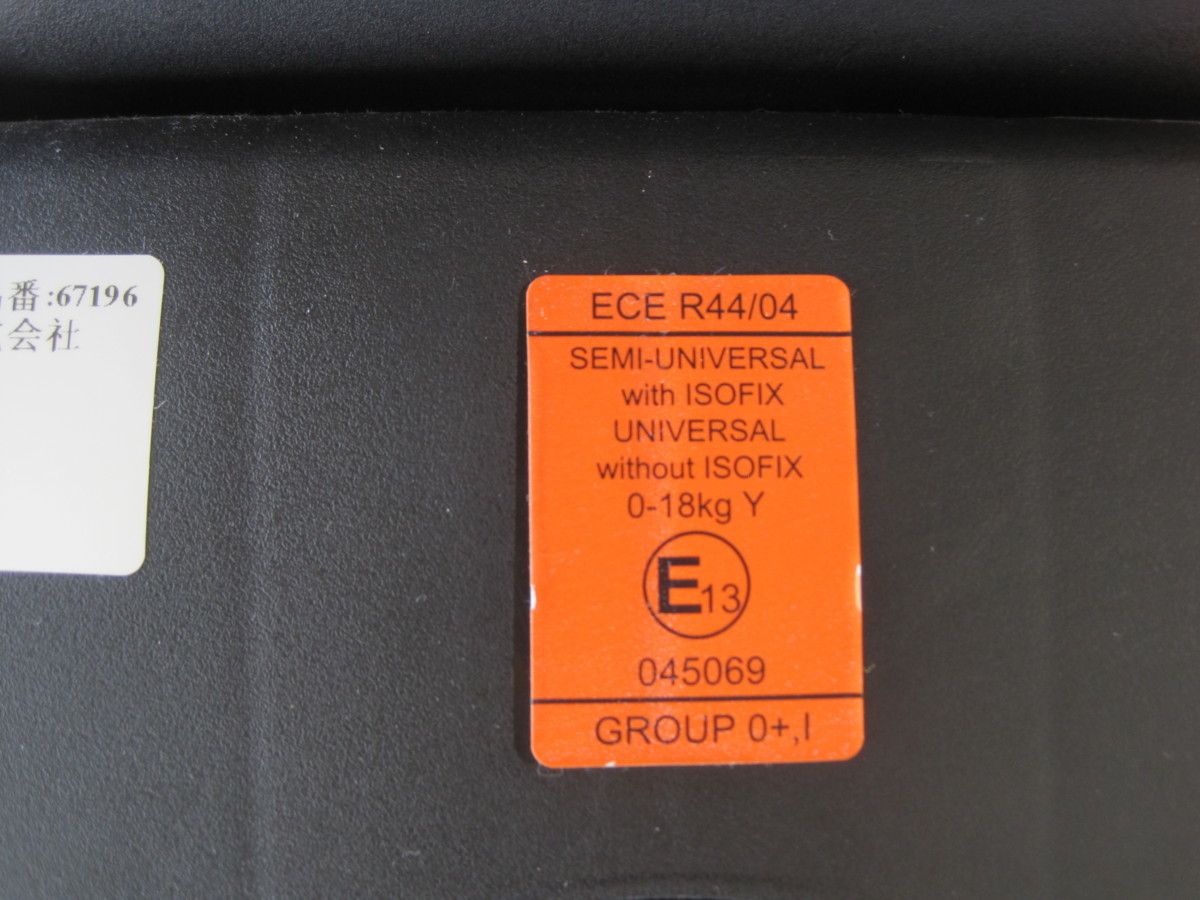 番:67196
会社
ECE R44/04
SEMI-UNIVERSAL
with ISOFIX
UNIVERSAL
without ISOFIX
0-18kg Y
E13
045069
GROUP 0+,I